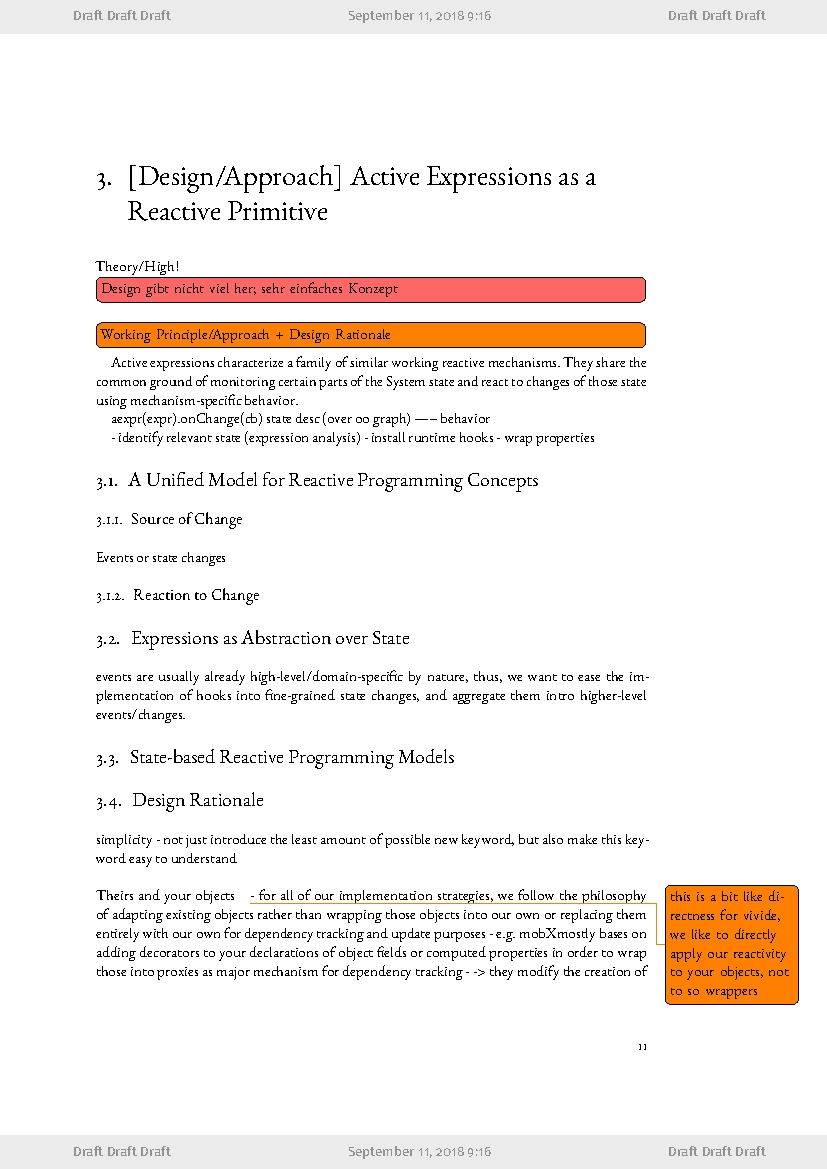 Draft Draft Draft September 11, 2018 9:16 Draft Draft Draft
3. [Design/Approach] Active Expressions as a
Reactive Primitive
Theory/High!
Design gibt nicht viel her; sehr einfaches Konzept
Working Principle/Approach + Design Rationale
Active expressions characterize a family of similar working reactive mechanisms. They share the
common ground of monitoring certain parts of the System state and react to changes of those state
using mechanism-specific behavior.
aexpr(expr).onChange(cb) state desc (over oo graph) —-– behavior
- identify relevant state (expression analysis) - install runtime hooks - wrap properties
3.1. A Unified Model for Reactive Programming Concepts
3.1.1. Source of Change
Events or state changes
3.1.2. Reaction to Change
3.2. Expressions as Abstraction over State
events are usually already high-level/domain-specific by nature, thus, we want to ease the im-
plementation of hooks into fine-grained state changes, and aggregate them intro higher-level
events/changes.
3.3. State-based Reactive Programming Models
3.4. Design Rationale
simplicity - not just introduce the least amount of possible new keyword, but also make this key-
word easy to understand
Theirs and your objects - for all of our implementation strategies, we follow the philosophy
of adapting existing objects rather than wrapping those objects into our own or replacing them
entirely with our own for dependency tracking and update purposes - e.g. mobXmostly bases on
adding decorators to your declarations of object fields or computed properties in order to wrap
those into proxies as major mechanism for dependency tracking - -> they modify the creation of
this is a bit like di-
rectness for vivide,
we like to directly
apply our reactivity
to your objects, not
to so wrappers
11
Draft Draft Draft September 11, 2018 9:16 Draft Draft Draft